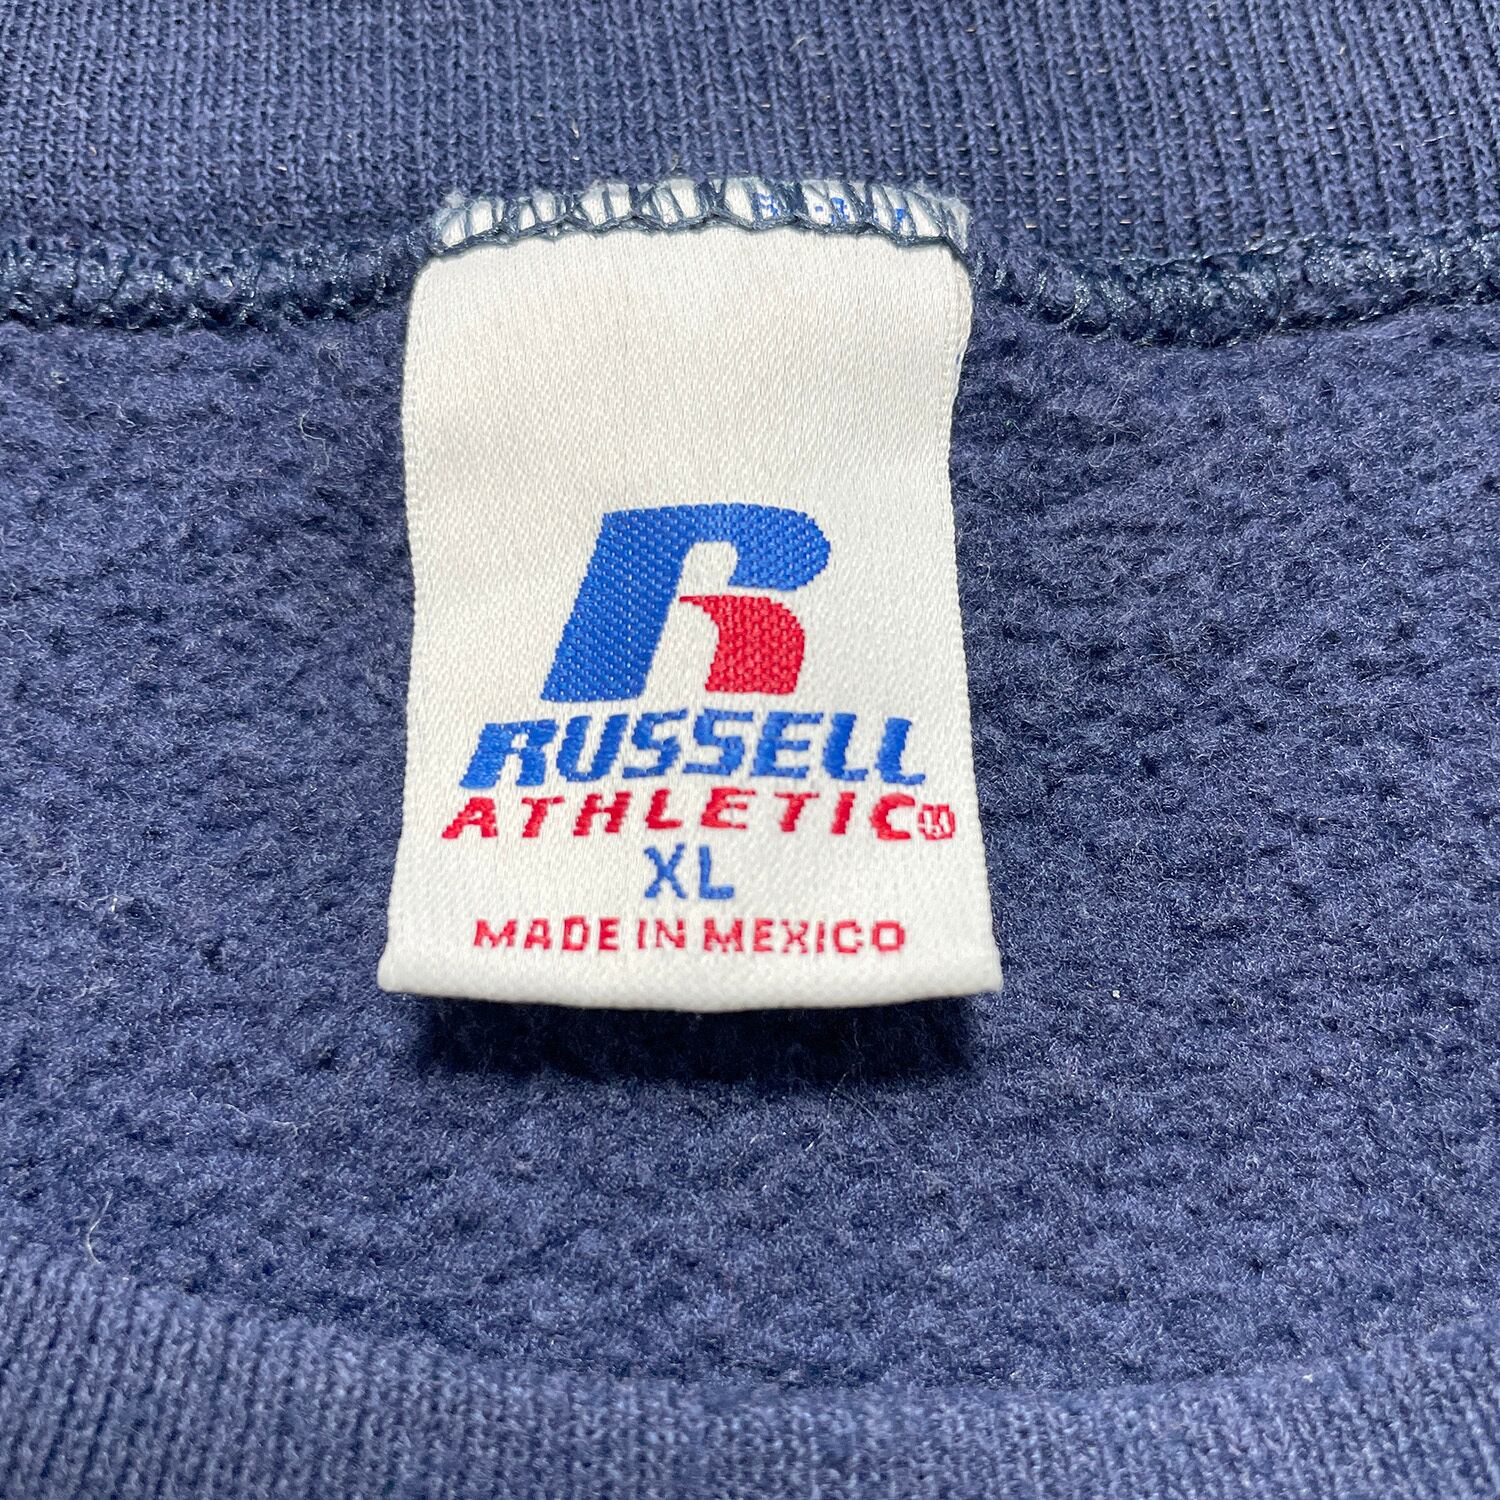 R
RUSSELL
ATHLETIC®
XL
MADE IN MEXICO